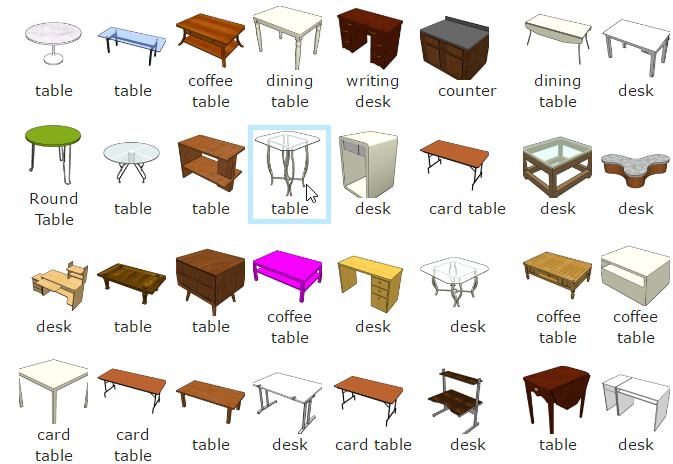 table
table
coffee
table
dining
table
writing
desk
counter
dining
table
desk
Round
Table
table
table
table
desk
card table
desk
desk
desk
table
table
coffee
table
desk
desk
coffee
table
coffee
table
card
table
card
table
table
desk
card table
desk
table
desk